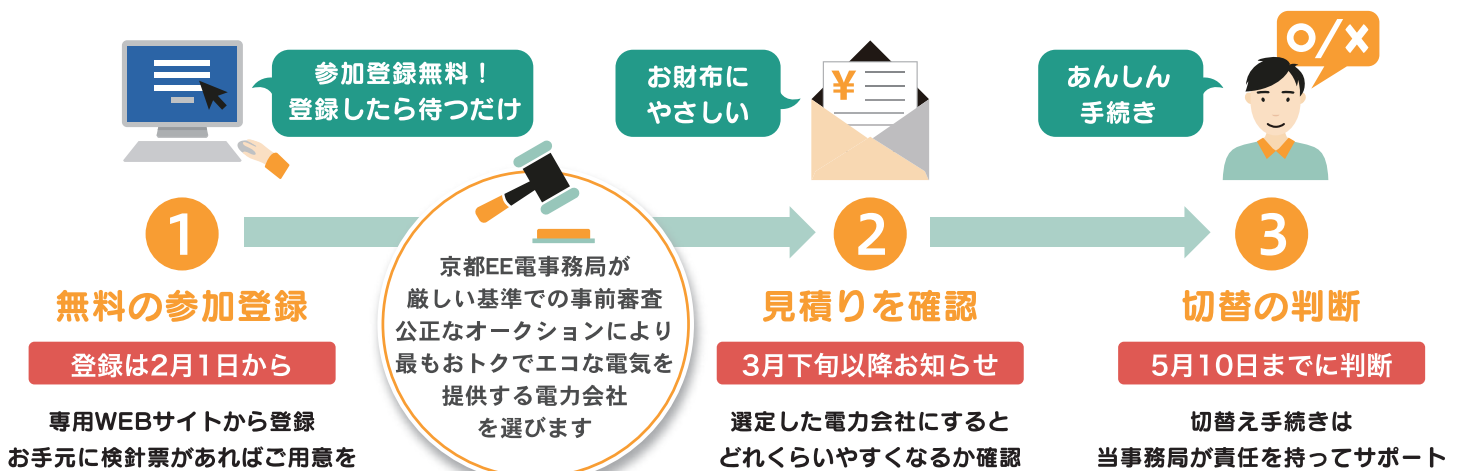 参加登録無料！
登録したら待つだけ
お財布に
やさしい
¥
あんしん
手続き
○/×
1
無料の参加登録
登録は2月1日から
専用WEBサイトから登録
お手元に検針票があればご用意を
京都EE電事務局が
厳しい基準での事前審査
公正なオークションにより
最もおトクでエコな電気を
提供する電力会社
を選びます
2
見積りを確認
3月下旬以降お知らせ
選定した電力会社にすると
どれくらいやすくなるか確認
3
切替の判断
5月10日までに判断
切替え手続きは
当事務局が責任を持ってサポート